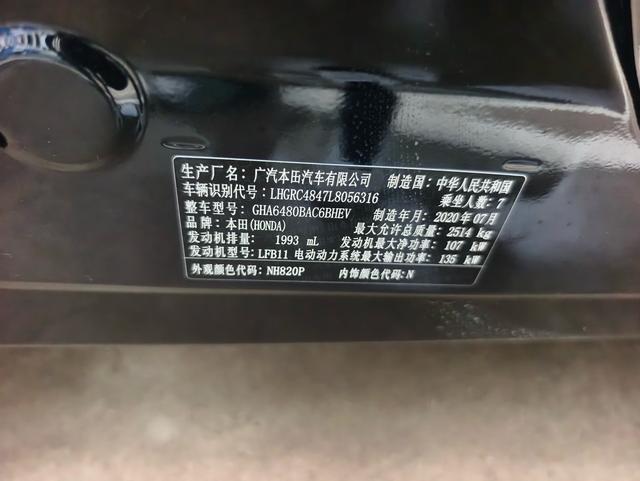 生产厂名：广汽本田汽车有限公司 制造国：中华人民共和国
车辆识别代号：LHGRC4847L8056316 乘坐人数：7
整车型号：GHA6480BAC6BHEV 制造年月：2020年07月
品牌：本田(HONDA) 最大允许总质量：2514 kg
发动机排量：1993 mL 发动机最大净功率：107 kW
发动机型号：LFB11 电动动力系统最大输出功率：135 kW
外观颜色代码：NH820P 内饰颜色代码：N